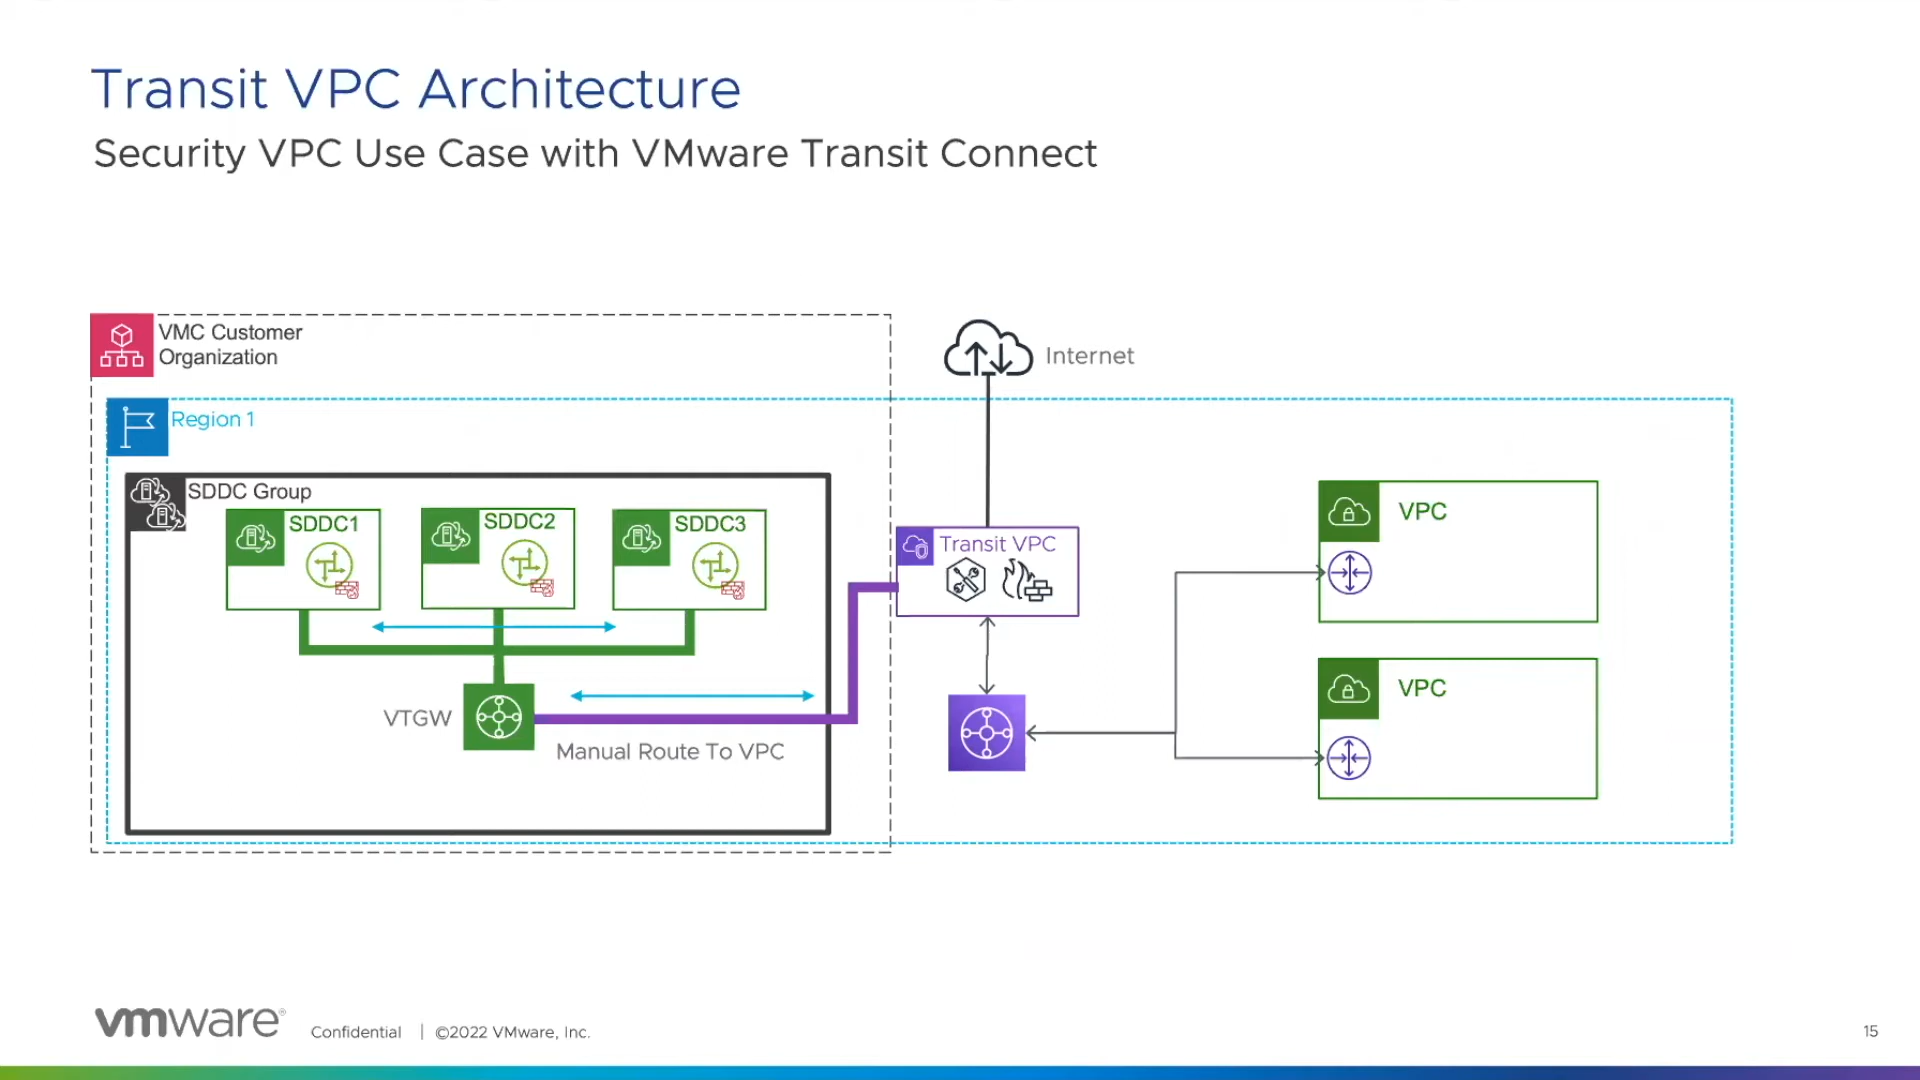 Transit VPC Architecture
Security VPC Use Case with VMware Transit Connect
VMC Customer
Organization
Internet
Region 1
SDDC Group
SDDC1
SDDC2
SDDC3
Transit VPC
VPC
VPC
VTGW
Manual Route To VPC
vmware®
Confidential | ©2022 VMware, Inc.
15